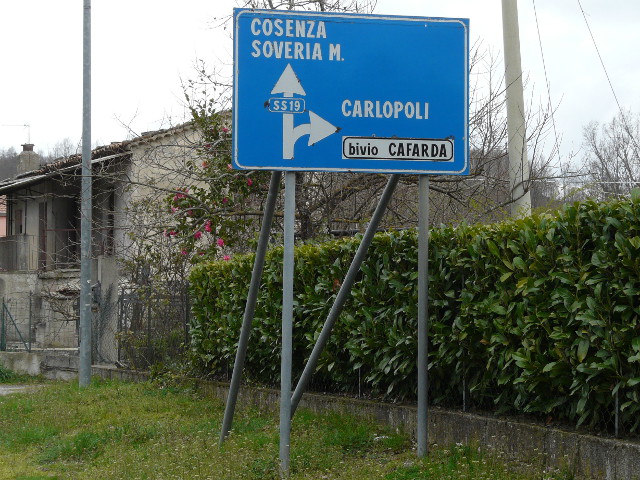 COSENZA
SOVERIA M.
SS19
CARLOPOLI
bivio CAFARDA